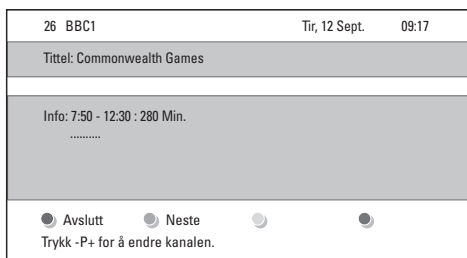 26 BBC1 Tir, 12 Sept. 09:17
Tittel: Commonwealth Games
Info: 7:50 - 12:30 : 280 Min.
..........
Avslutt Neste
Trykk -P+ for å endre kanalen.